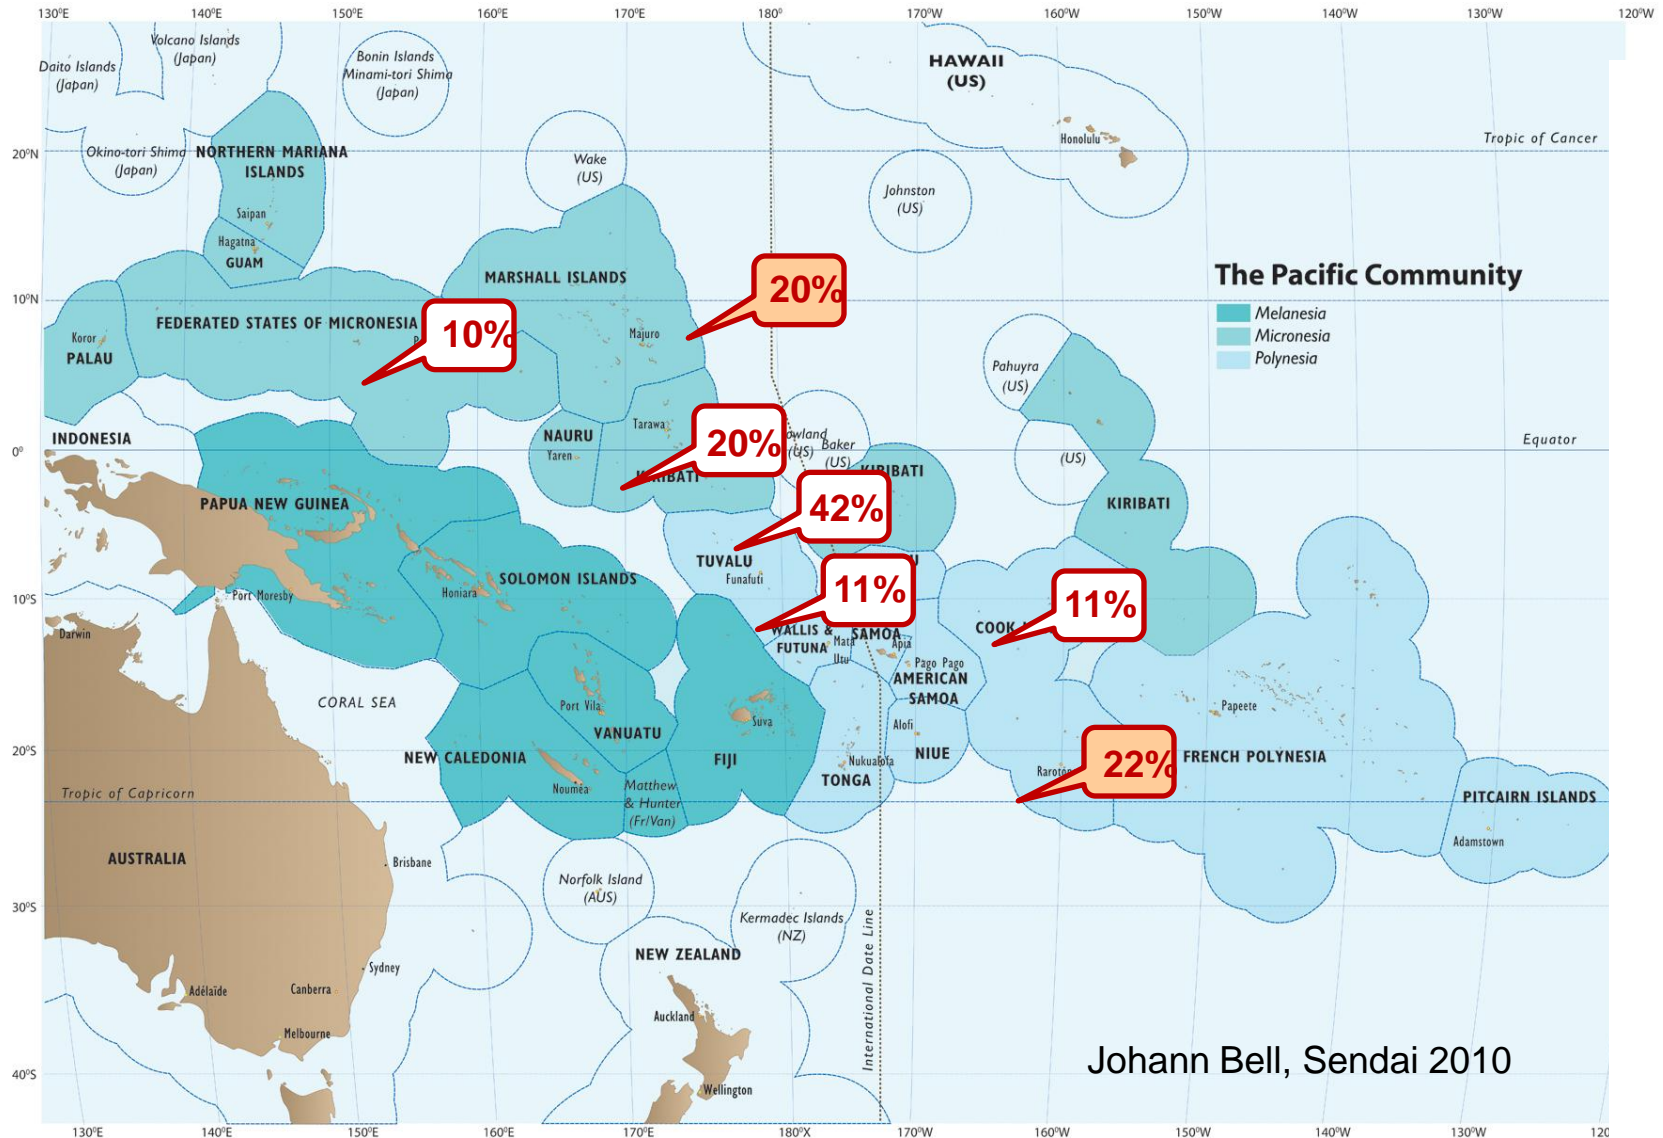 130°E 140°E 150°E 160°E 170°E 180° 170°W 160°W 150°W 140°W 130°W 120°W
Volcano Islands
(Japan)
Daito Islands
(Japan)
Bonin Islands
Minami-tori Shima
(Japan)
HAWAII
(US)
Honolulu
Tropic of Cancer
20°N
Okino-tori Shima
(Japan)
NORTHERN MARIANA
ISLANDS
Saipan
Hagatna
GUAM
Wake
(US)
Johnston
(US)
The Pacific Community
Melanesia
Micronesia
Polynesia
MARSHALL ISLANDS
Majuro
20%
10°N
FEDERATED STATES OF MICRONESIA
10%
Koror
PALAU
Pahuyra
(US)
INDONESIA
NAURU
Yaren
Tarawa
KIRIBATI
20%
(US)
Baker
(US)
KIRIBATI
(US)
KIRIBATI
Equator
0°
PAPUA NEW GUINEA
Port Moresby
42%
TUVALU
Funafuti
SOLOMON ISLANDS
Honiara
11%
11%
10°S
Darwin
WALLIS &
FUTUNA
Mata
Utu
SAMOA
Apia
Pago Pago
AMERICAN
SAMOA
COOK
CORAL SEA
Port Vila
VANUATU
Suva
FIJI
Alofi
NIUE
Nukualofa
TONGA
Papeete
FRENCH POLYNESIA
20°S
NEW CALEDONIA
Nouméa
Matthew
& Hunter
(Fr/Van)
22%
Tropic of Capricorn
PITCAIRN ISLANDS
Adamstown
AUSTRALIA
Brisbane
Norfolk Island
(AUS)
Kermadec Islands
(NZ)
30°S
NEW ZEALAND
International Date Line
Sydney
Canberra
Adélaïde
Melbourne
Auckland
Wellington
Johann Bell, Sendai 2010
40°S
130°E 140°E 150°E 160°E 170°E 180°X 170°W 160°W 150°W 140°W 130°W 120